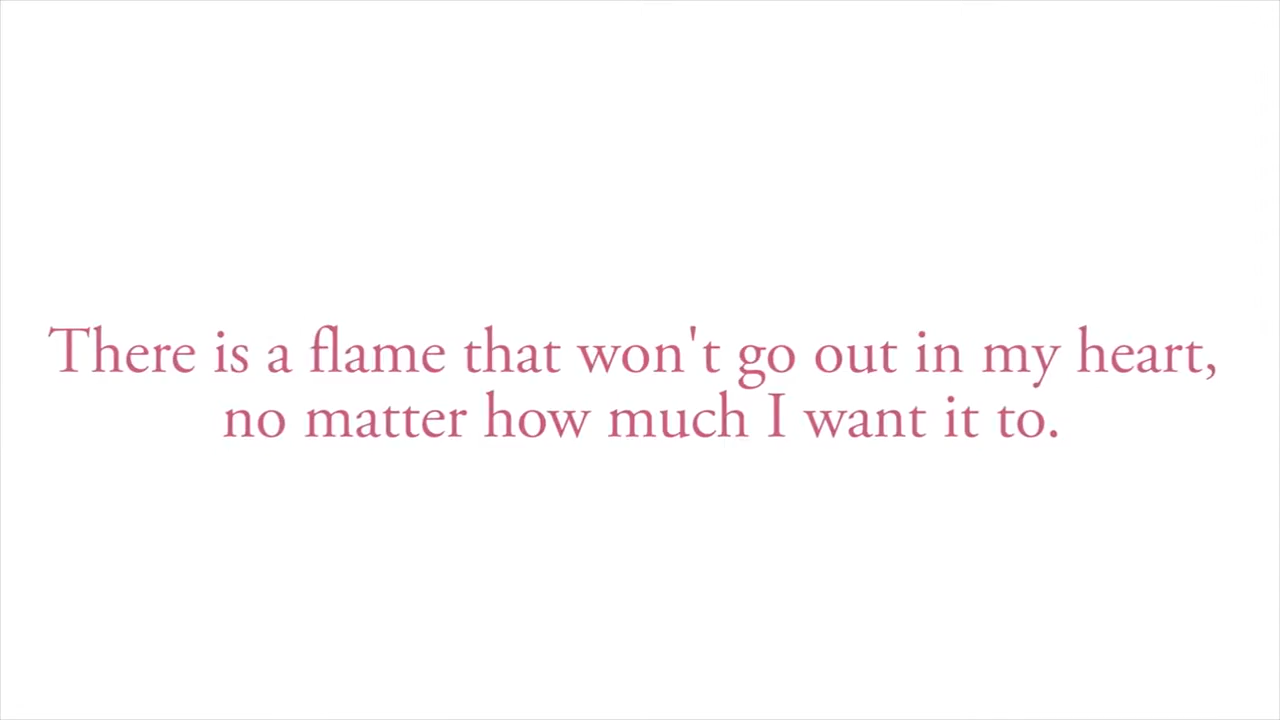 There is a flame that won't go out in my heart,
no matter how much I want it to.